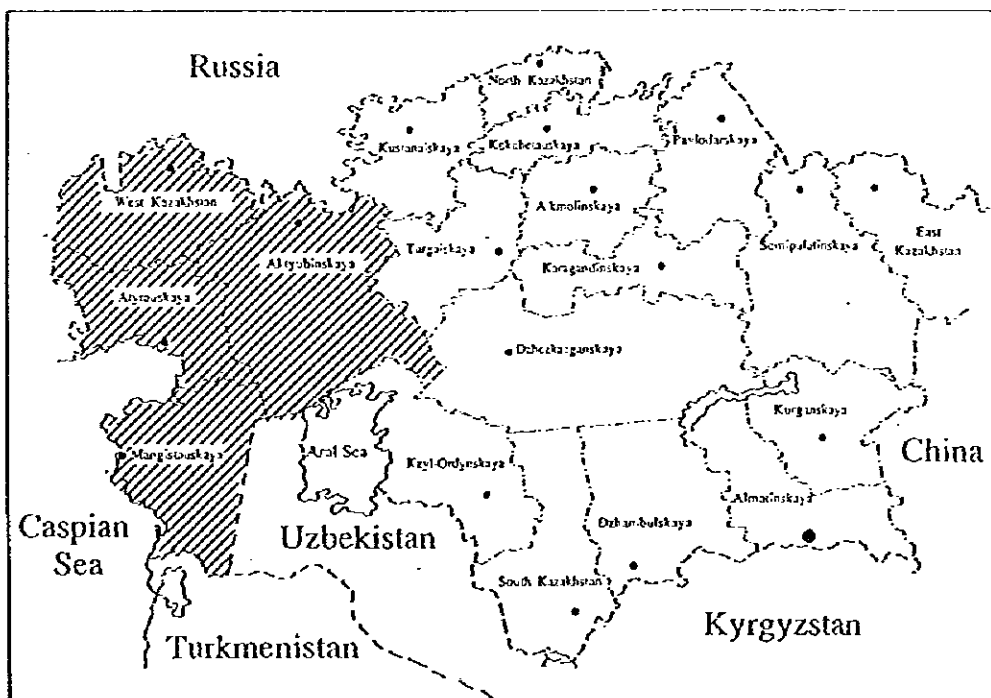 Russia
North Kazakhstan
Kustanaiskaya
Kokchetauskaya
Pavlodarskaya
West Kazakhstan
Akmolinskaya
Aktyubinskaya
Turgaiskaya
Semipalatinskaya
East
Kazakhstan
Karagandinskaya
Atyrauskaya
Dzhezkazganskaya
Kurganskaya
China
Mangistauskaya
Aral Sea
Kzyl-Ordynskaya
Almatinskaya
Caspian
Sea
Uzbekistan
Dzhambulskaya
South Kazakhstan
Kyrgyzstan
Turkmenistan